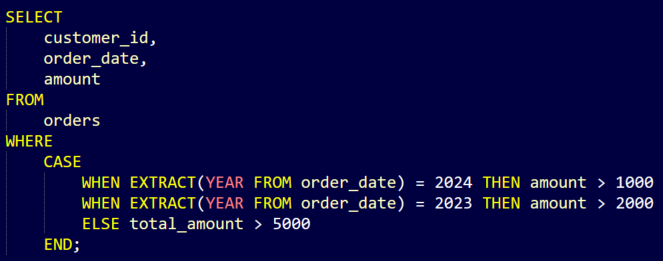 SELECT
    customer_id,
    order_date,
    amount
FROM
    orders
WHERE
    CASE
        WHEN EXTRACT(YEAR FROM order_date) = 2024 THEN amount > 1000
        WHEN EXTRACT(YEAR FROM order_date) = 2023 THEN amount > 2000
        ELSE total_amount > 5000
    END;